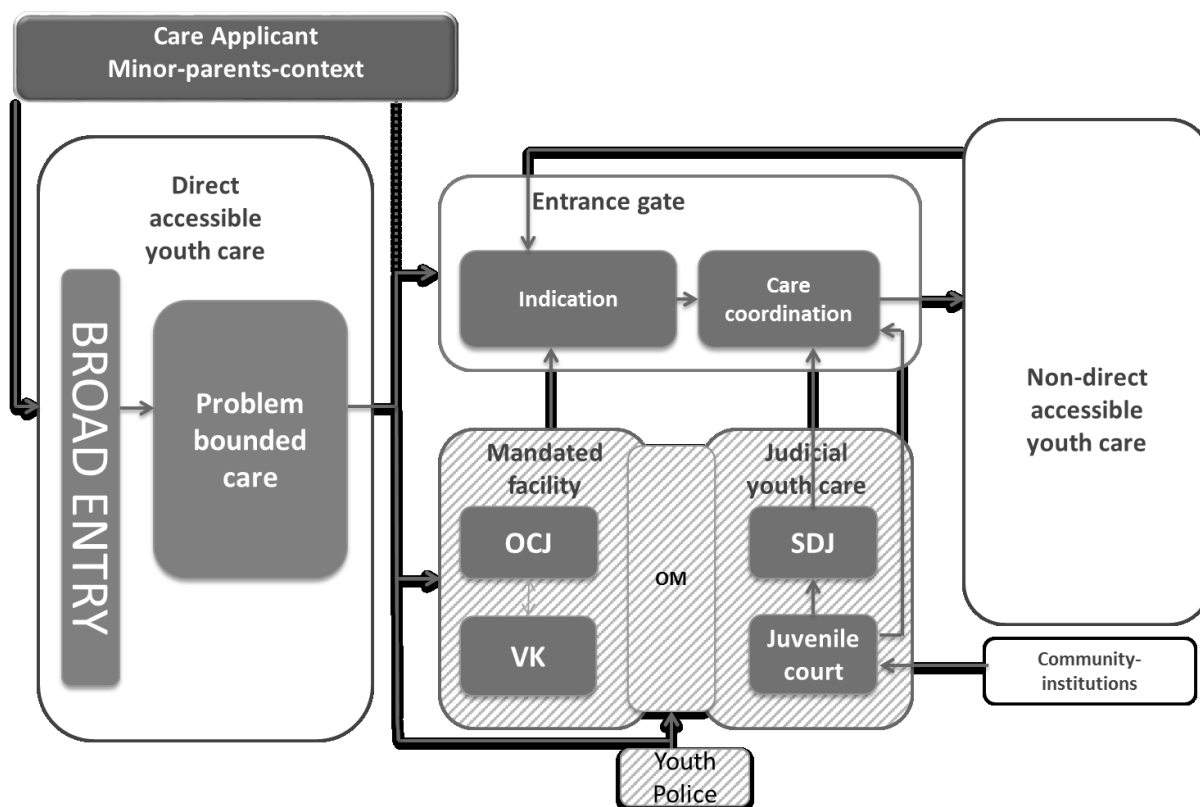 Care Applicant
Minor-parents-context
Direct
accessible
youth care
BROAD ENTRY
Problem
bounded
care
Entrance gate
Indication
Care
coordination
Non-direct
accessible
youth care
Mandated
facility
OCJ
VK
OM
Judicial
youth care
SDJ
Juvenile
court
Community-
institutions
Youth
Police